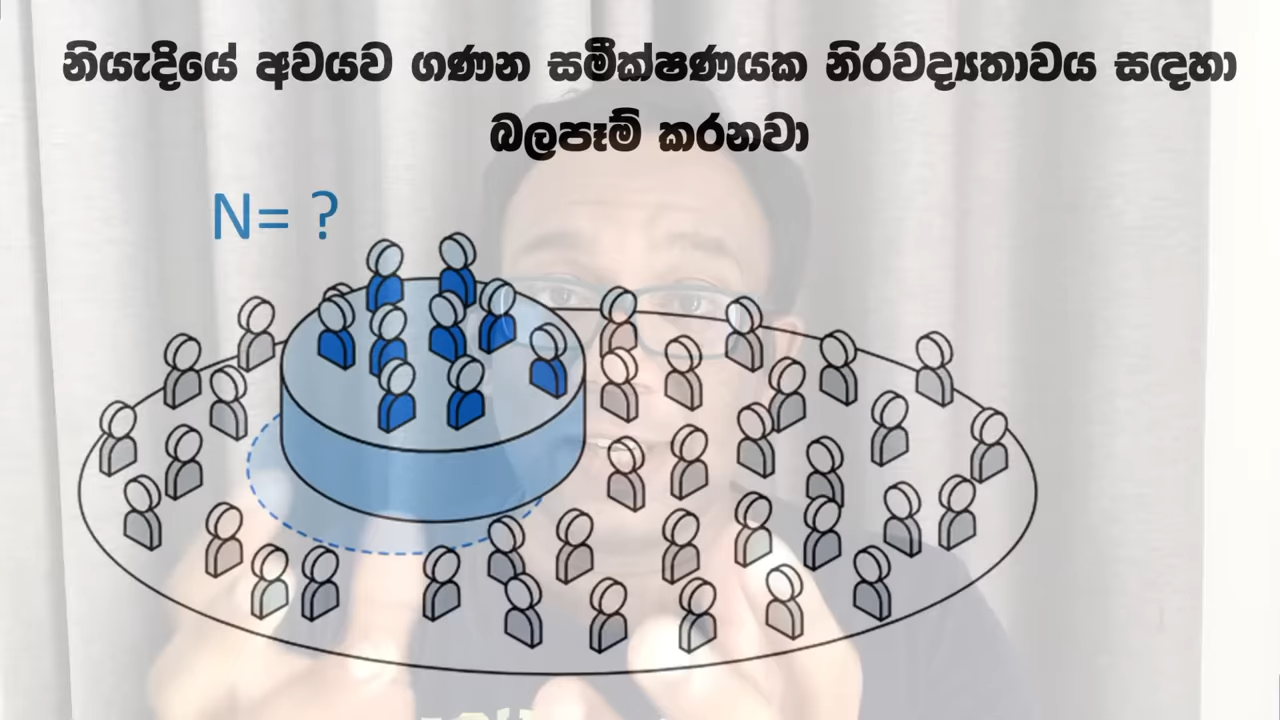 නියැදියේ අවයව ගණන සමීක්ෂණයක නිරවද්‍යතාවය සඳහා
බලපෑම් කරනවා
N= ?